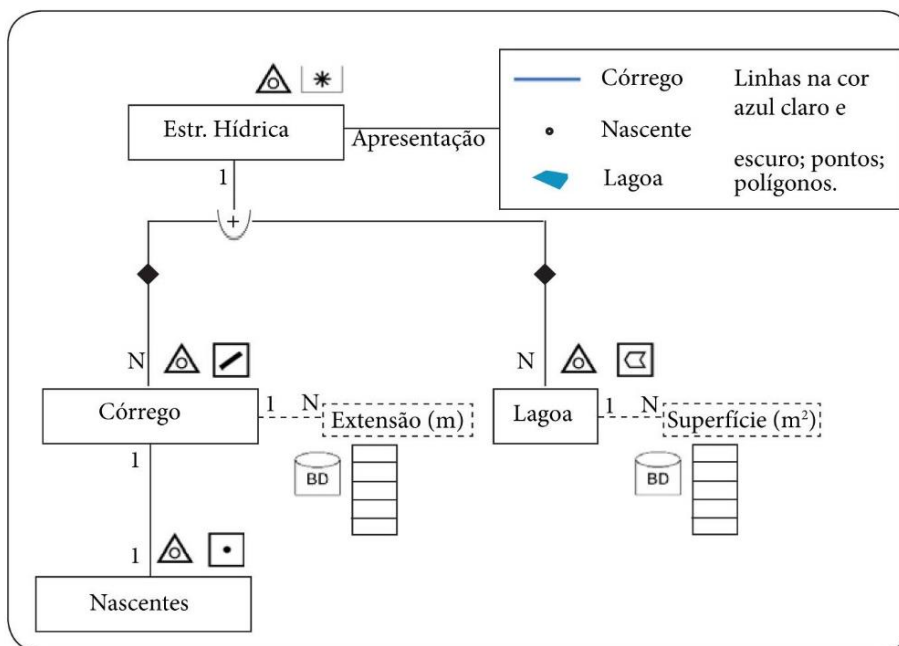 Estr. Hídrica
Apresentação
Córrego
Nascente
Lagoa
Linhas na cor
azul claro e
escuro; pontos;
polígonos.
1
+
N
N
Córrego
1
N
Extensão (m)
Lagoa
1
N
Superfície (m²)
1
BD
BD
1
Nascentes